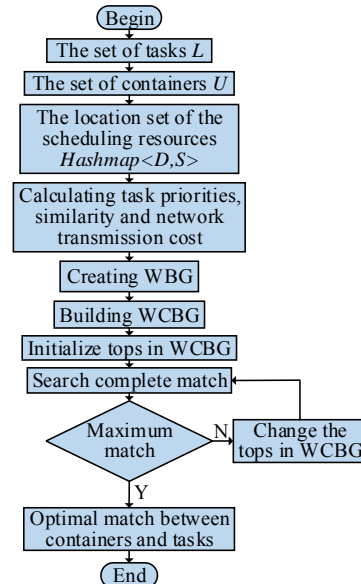 Begin
The set of tasks L
The set of containers U
The location set of the
scheduling resources
Hashmap<D,S>
Calculating task priorities,
similarity and network
transmission cost
Creating WBG
Building WCBG
Initialize tops in WCBG
Search complete match
Maximum
match
N
Change the
tops in WCBG
Y
Optimal match between
containers and tasks
End